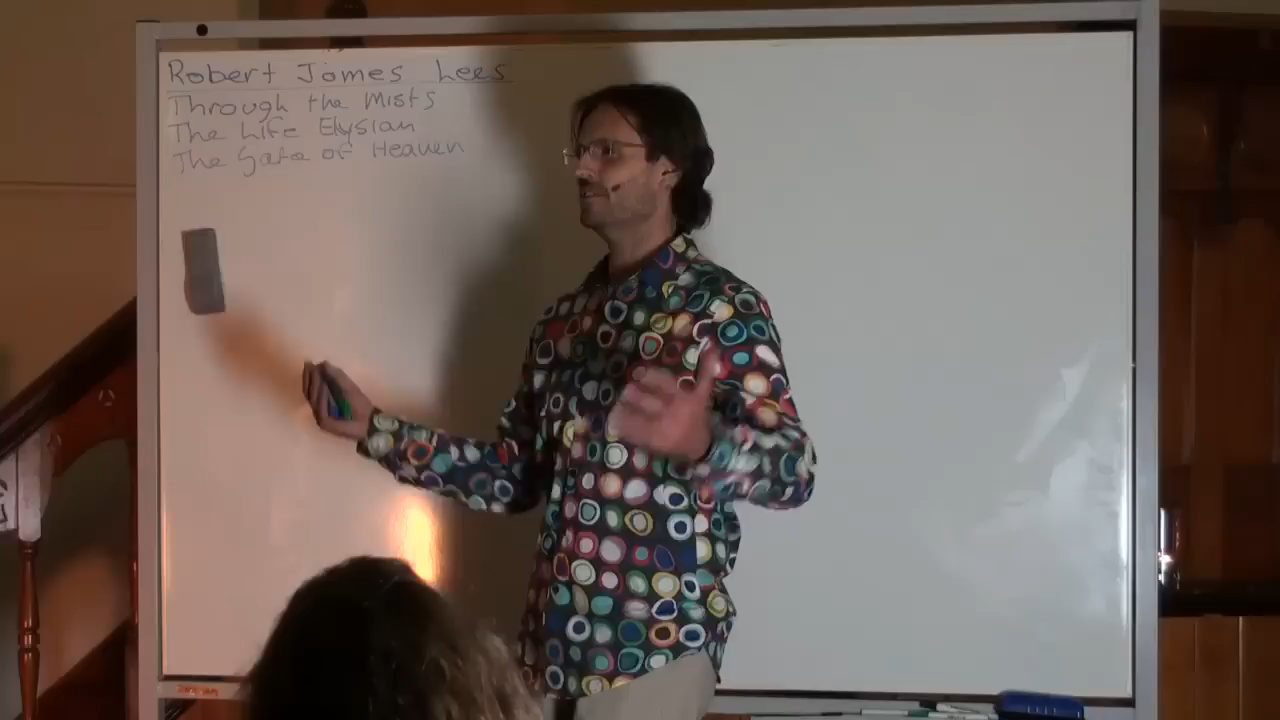 Robert James Lees
Through the Mists
The Life Elysian
The Gate of Heaven